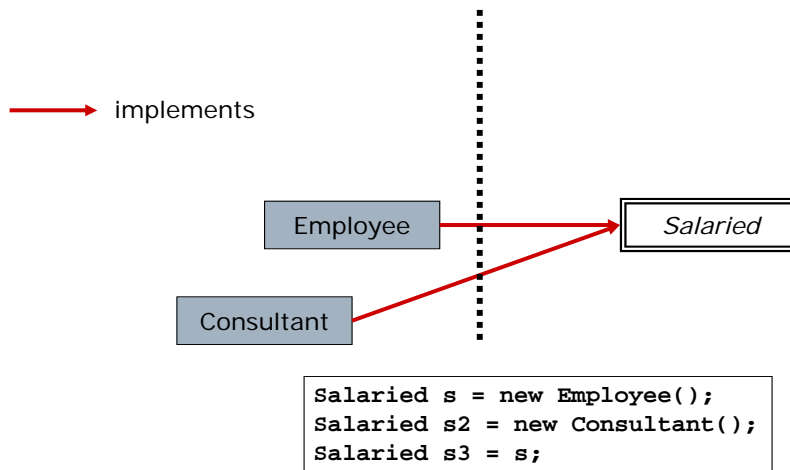 implements
Employee
Salaried
Consultant
Salaried s = new Employee();
Salaried s2 = new Consultant();
Salaried s3 = s;